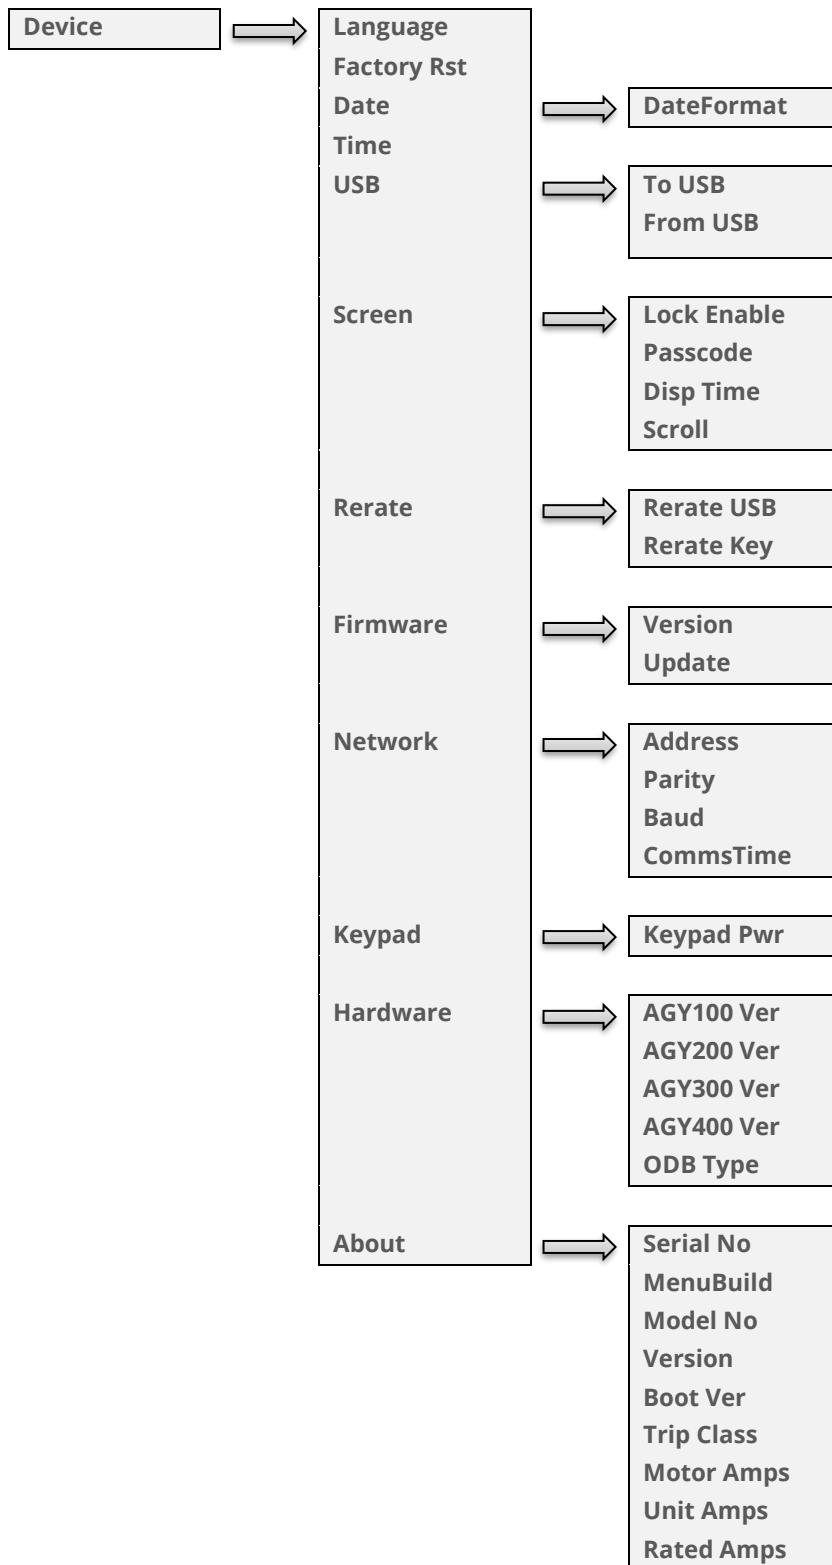 Device
Language
Factory Rst
Date
DateFormat
Time
USB
To USB
From USB
Screen
Lock Enable
Passcode
Disp Time
Scroll
Rerate
Rerate USB
Rerate Key
Firmware
Version
Update
Network
Address
Parity
Baud
CommsTime
Keypad
Keypad Pwr
Hardware
AGY100 Ver
AGY200 Ver
AGY300 Ver
AGY400 Ver
ODB Type
About
Serial No
MenuBuild
Model No
Version
Boot Ver
Trip Class
Motor Amps
Unit Amps
Rated Amps